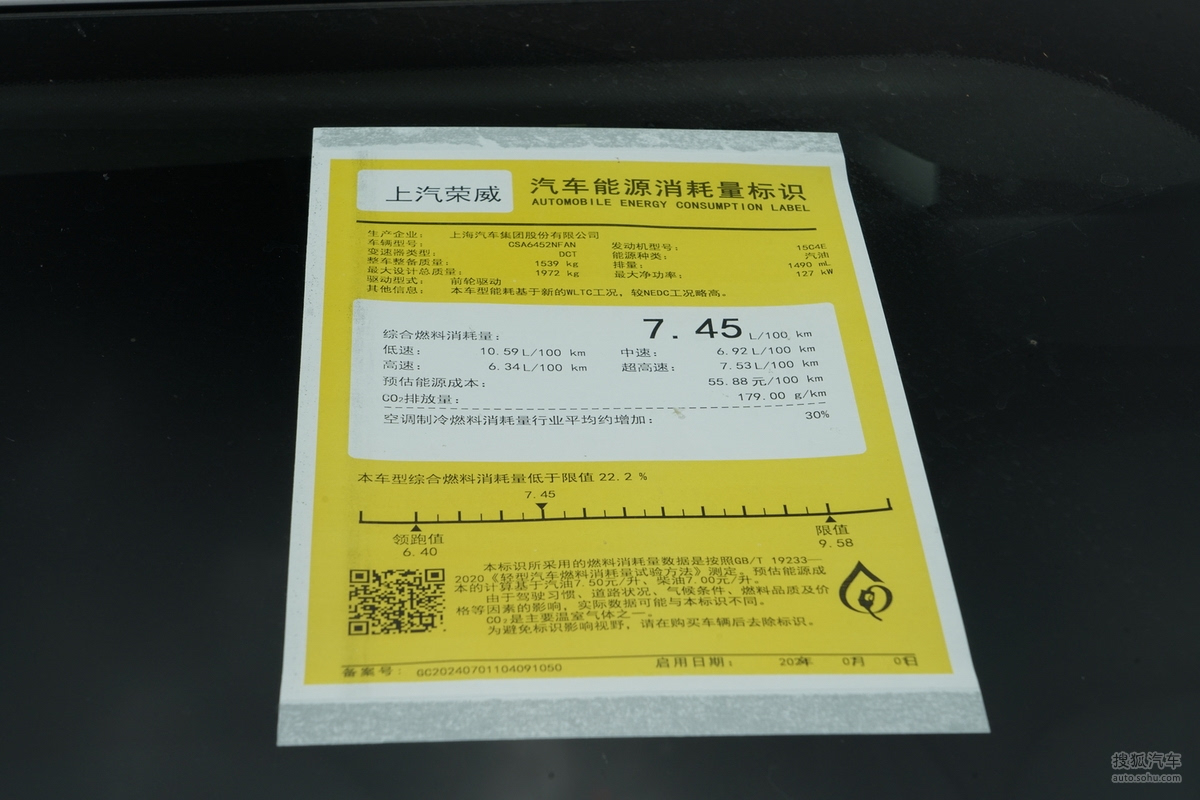 上汽荣威
汽车能源消耗量标识
AUTOMOBILE ENERGY CONSUMPTION LABEL
生产企业: 上海汽车集团股份有限公司
车辆型号: CSA6452NFAN 发动机型号: 15C4E
变速器类型: DCT 能源种类: 汽油
整车整备质量: 1539 kg 排量: 1490 mL
最大设计总质量: 1972 kg 最大净功率: 127 kW
驱动型式: 前轮驱动
其他信息: 本车型能耗基于新的WLTC工况，较NEDC工况略高。
综合燃料消耗量: 7.45 L/100 km
低速: 10.59 L/100 km 中速: 6.92 L/100 km
高速: 6.34 L/100 km 超高速: 7.53 L/100 km
预估能源成本: 55.88 元/100 km
CO₂排放量: 179.00 g/km
空调制冷燃料消耗量行业平均约增加: 30%
本车型综合燃料消耗量低于限值 22.2 %
7.45
领跑值 限值
6.40 9.58
本标识所采用的燃料消耗量数据是按照GB/T 19233—
2020《轻型汽车燃料消耗量试验方法》测定。预估能源成
本的计算基于汽油7.50元/升、柴油7.00元/升。
由于驾驶习惯、道路状况、气候条件、燃料品质及价
格等因素的影响，实际数据可能与本标识不同。
CO₂是主要温室气体之一。
为避免标识影响视野，请在购买车辆后去除标识。
备案号: GC20240701104091050 启用日期: 2024年 07月 01日
搜狐汽车
auto.sohu.com